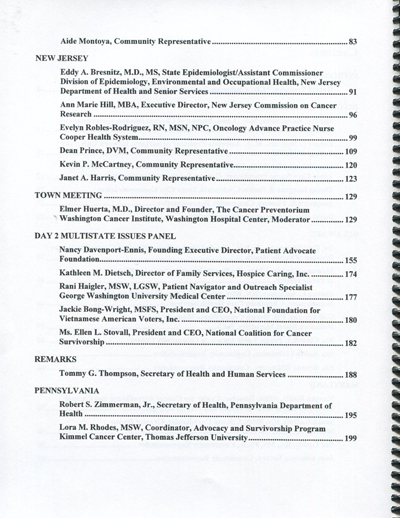 Aide Montoya, Community Representative ... 83
NEW JERSEY
Eddy A. Bresnitz, M.D., MS, State Epidemiologist/Assistant Commissioner
Division of Epidemiology, Environmental and Occupational Health, New Jersey
Department of Health and Senior Services ... 91
Ann Marie Hill, MBA, Executive Director, New Jersey Commission on Cancer
Research ... 96
Evelyn Robles-Rodriguez, RN, MSN, NPC, Oncology Advance Practice Nurse
Cooper Health System ... 99
Dean Prince, DVM, Community Representative ... 109
Kevin P. McCartney, Community Representative ... 120
Janet A. Harris, Community Representative ... 123
TOWN MEETING ... 129
Elmer Huerta, M.D., Director and Founder, The Cancer Preventorium
Washington Cancer Institute, Washington Hospital Center, Moderator ... 129
DAY 2 MULTISTATE ISSUES PANEL
Nancy Davenport-Ennis, Founding Executive Director, Patient Advocate
Foundation ... 155
Kathleen M. Dietsch, Director of Family Services, Hospice Caring, Inc. ... 174
Rani Haigler, MSW, LGSW, Patient Navigator and Outreach Specialist
George Washington University Medical Center ... 177
Jackie Bong-Wright, MSFS, President and CEO, National Foundation for
Vietnamese American Voters, Inc. ... 180
Ms. Ellen L. Stovall, President and CEO, National Coalition for Cancer
Survivorship ... 182
REMARKS
Tommy G. Thompson, Secretary of Health and Human Services ... 188
PENNSYLVANIA
Robert S. Zimmerman, Jr., Secretary of Health, Pennsylvania Department of
Health ... 195
Lora M. Rhodes, MSW, Coordinator, Advocacy and Survivorship Program
Kimmel Cancer Center, Thomas Jefferson University ... 199